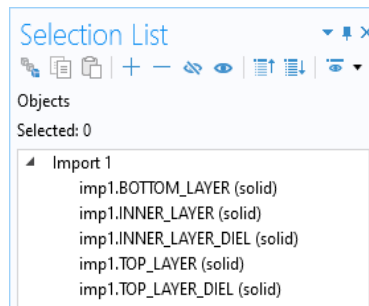 Selection List
Objects
Selected: 0
Import 1
imp1.BOTTOM_LAYER (solid)
imp1.INNER_LAYER (solid)
imp1.INNER_LAYER_DIEL (solid)
imp1.TOP_LAYER (solid)
imp1.TOP_LAYER_DIEL (solid)